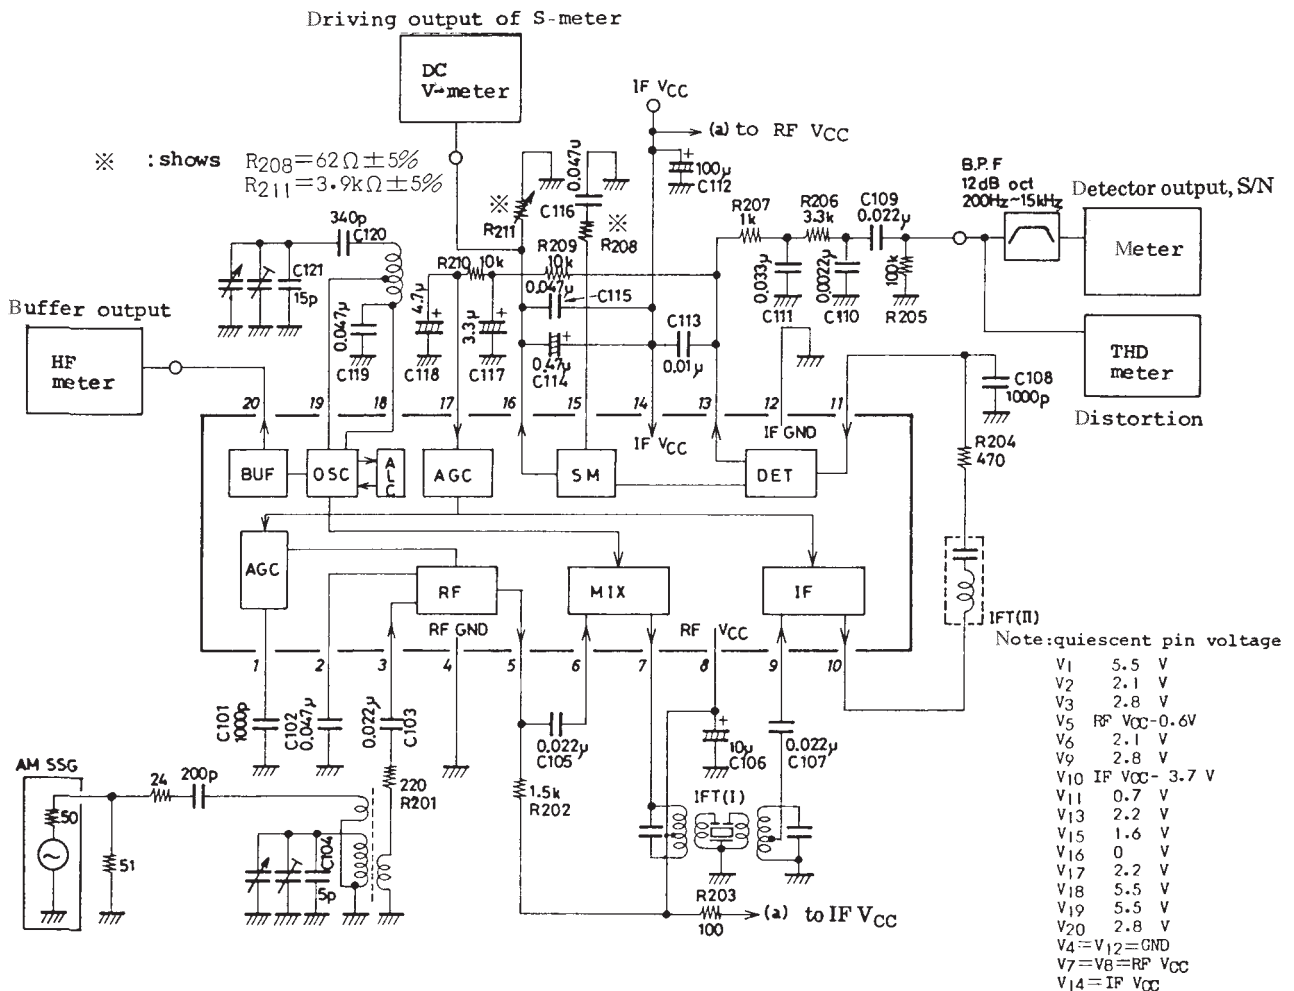 Driving output of S-meter
DC
V-meter
IF VCC
(a) to RF VCC
※ :shows R208=62Ω±5%
R211=3.9kΩ±5%
100μ
C112
0.047μ
C116
※
R211
※
R208
B.P.F
12dB oct
200Hz~15kHz
Detector output, S/N
Meter
R207
1k
R206
3.3k
C109
0.022μ
340p
C120
C121
15p
R210
10k
R209
10k
0.047μ
C115
0.033μ
C111
0.0022μ
C110
100k
R205
Buffer output
HF
meter
0.047μ
C119
4.7μ
C118
3.3μ
C117
0.47μ
C114
C113
0.01μ
THD
meter
Distortion
C108
1000p
R204
470
20 19 18 17 16 15 14 13 12 11
IF VCC
IF GND
BUF
OSC
ALC
AGC
SM
DET
AGC
RF
MIX
IF
RF GND
RF VCC
IFT(II)
1 2 3 4 5 6 7 8 9 10
C101
1000p
C102
0.047μ
0.022μ
C103
0.022μ
C105
10μ
C106
0.022μ
C107
AM SSG
50
51
24
200p
220
R201
1.5k
R202
IFT(I)
C104
5p
R203
100
(a) to IF VCC
Note:quiescent pin voltage
V1 5.5 V
V2 2.1 V
V3 2.8 V
V5 RF VCC-0.6V
V6 2.1 V
V9 2.8 V
V10 IF VCC- 3.7 V
V11 0.7 V
V13 2.2 V
V15 1.6 V
V16 0 V
V17 2.2 V
V18 5.5 V
V19 5.5 V
V20 2.8 V
V4=V12=GND
V7=V8=RF VCC
V14=IF VCC